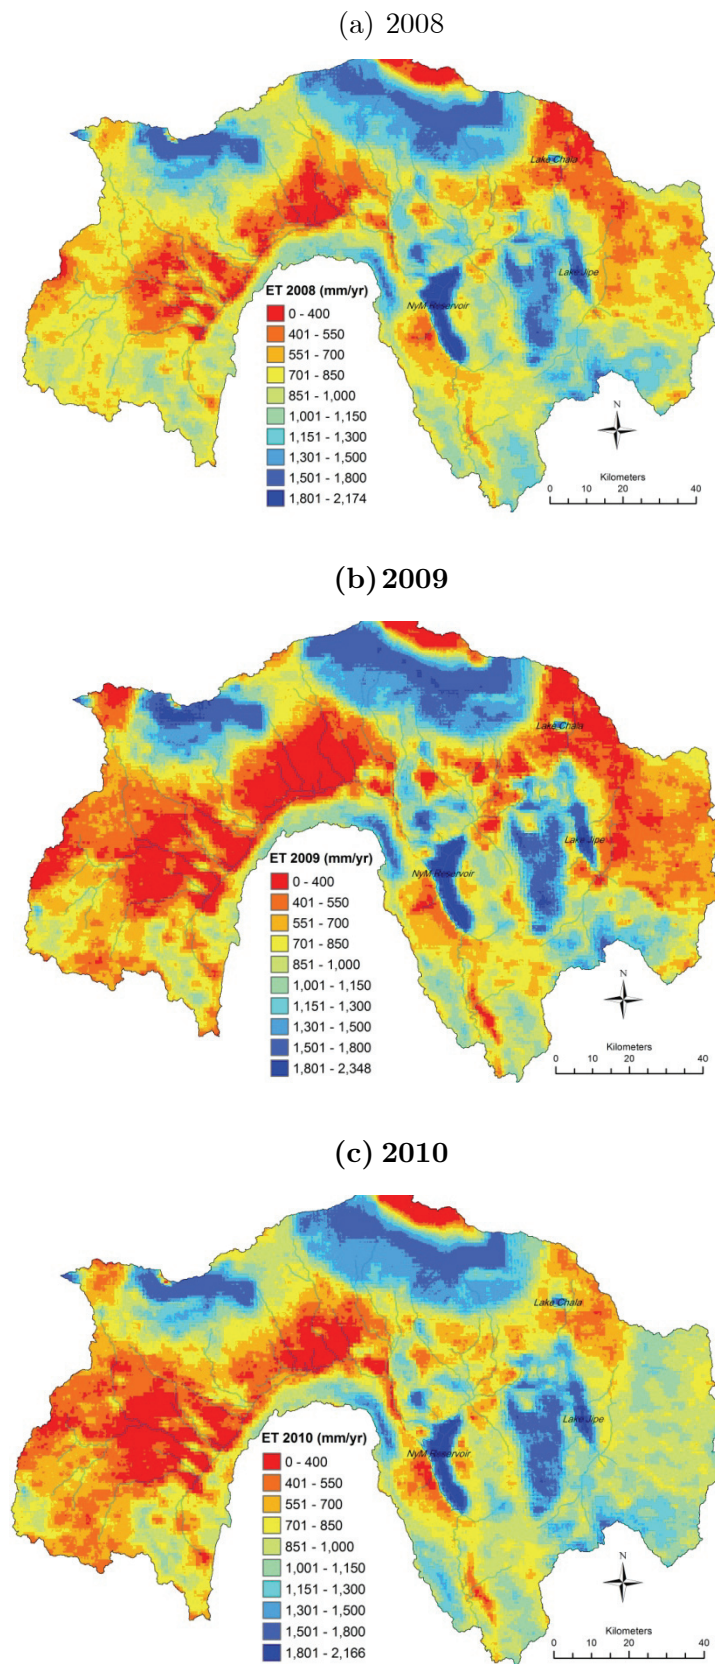 (a) 2008
Lake Chala
Lake Jipe
ET 2008 (mm/yr)
NyM Reservoir
0 - 400
401 - 550
551 - 700
701 - 850
851 - 1,000
1,001 - 1,150
1,151 - 1,300
1,301 - 1,500
1,501 - 1,800
1,801 - 2,174
N
Kilometers
0 10 20 40
(b) 2009
Lake Chala
Lake Jipe
ET 2009 (mm/yr)
NyM Reservoir
0 - 400
401 - 550
551 - 700
701 - 850
851 - 1,000
1,001 - 1,150
1,151 - 1,300
1,301 - 1,500
1,501 - 1,800
1,801 - 2,348
N
Kilometers
0 10 20 40
(c) 2010
Lake Chala
Lake Jipe
ET 2010 (mm/yr)
NyM Reservoir
0 - 400
401 - 550
551 - 700
701 - 850
851 - 1,000
1,001 - 1,150
1,151 - 1,300
1,301 - 1,500
1,501 - 1,800
1,801 - 2,166
N
Kilometers
0 10 20 40